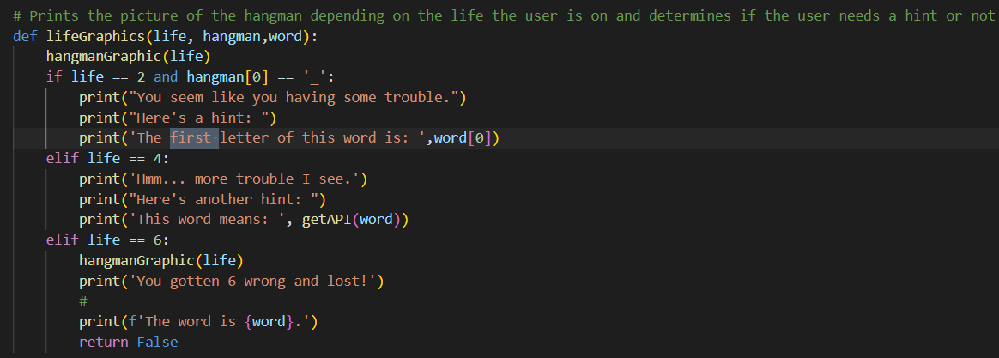 # Prints the picture of the hangman depending on the life the user is on and determines if the user needs a hint or not
def lifeGraphics(life, hangman,word):
    hangmanGraphic(life)
    if life == 2 and hangman[0] == '_':
        print("You seem like you having some trouble.")
        print("Here's a hint: ")
        print('The first letter of this word is: ',word[0])
    elif life == 4:
        print('Hmm... more trouble I see.')
        print("Here's another hint: ")
        print('This word means: ', getAPI(word))
    elif life == 6:
        hangmanGraphic(life)
        print('You gotten 6 wrong and lost!')
        #
        print(f'The word is {word}.')
        return False